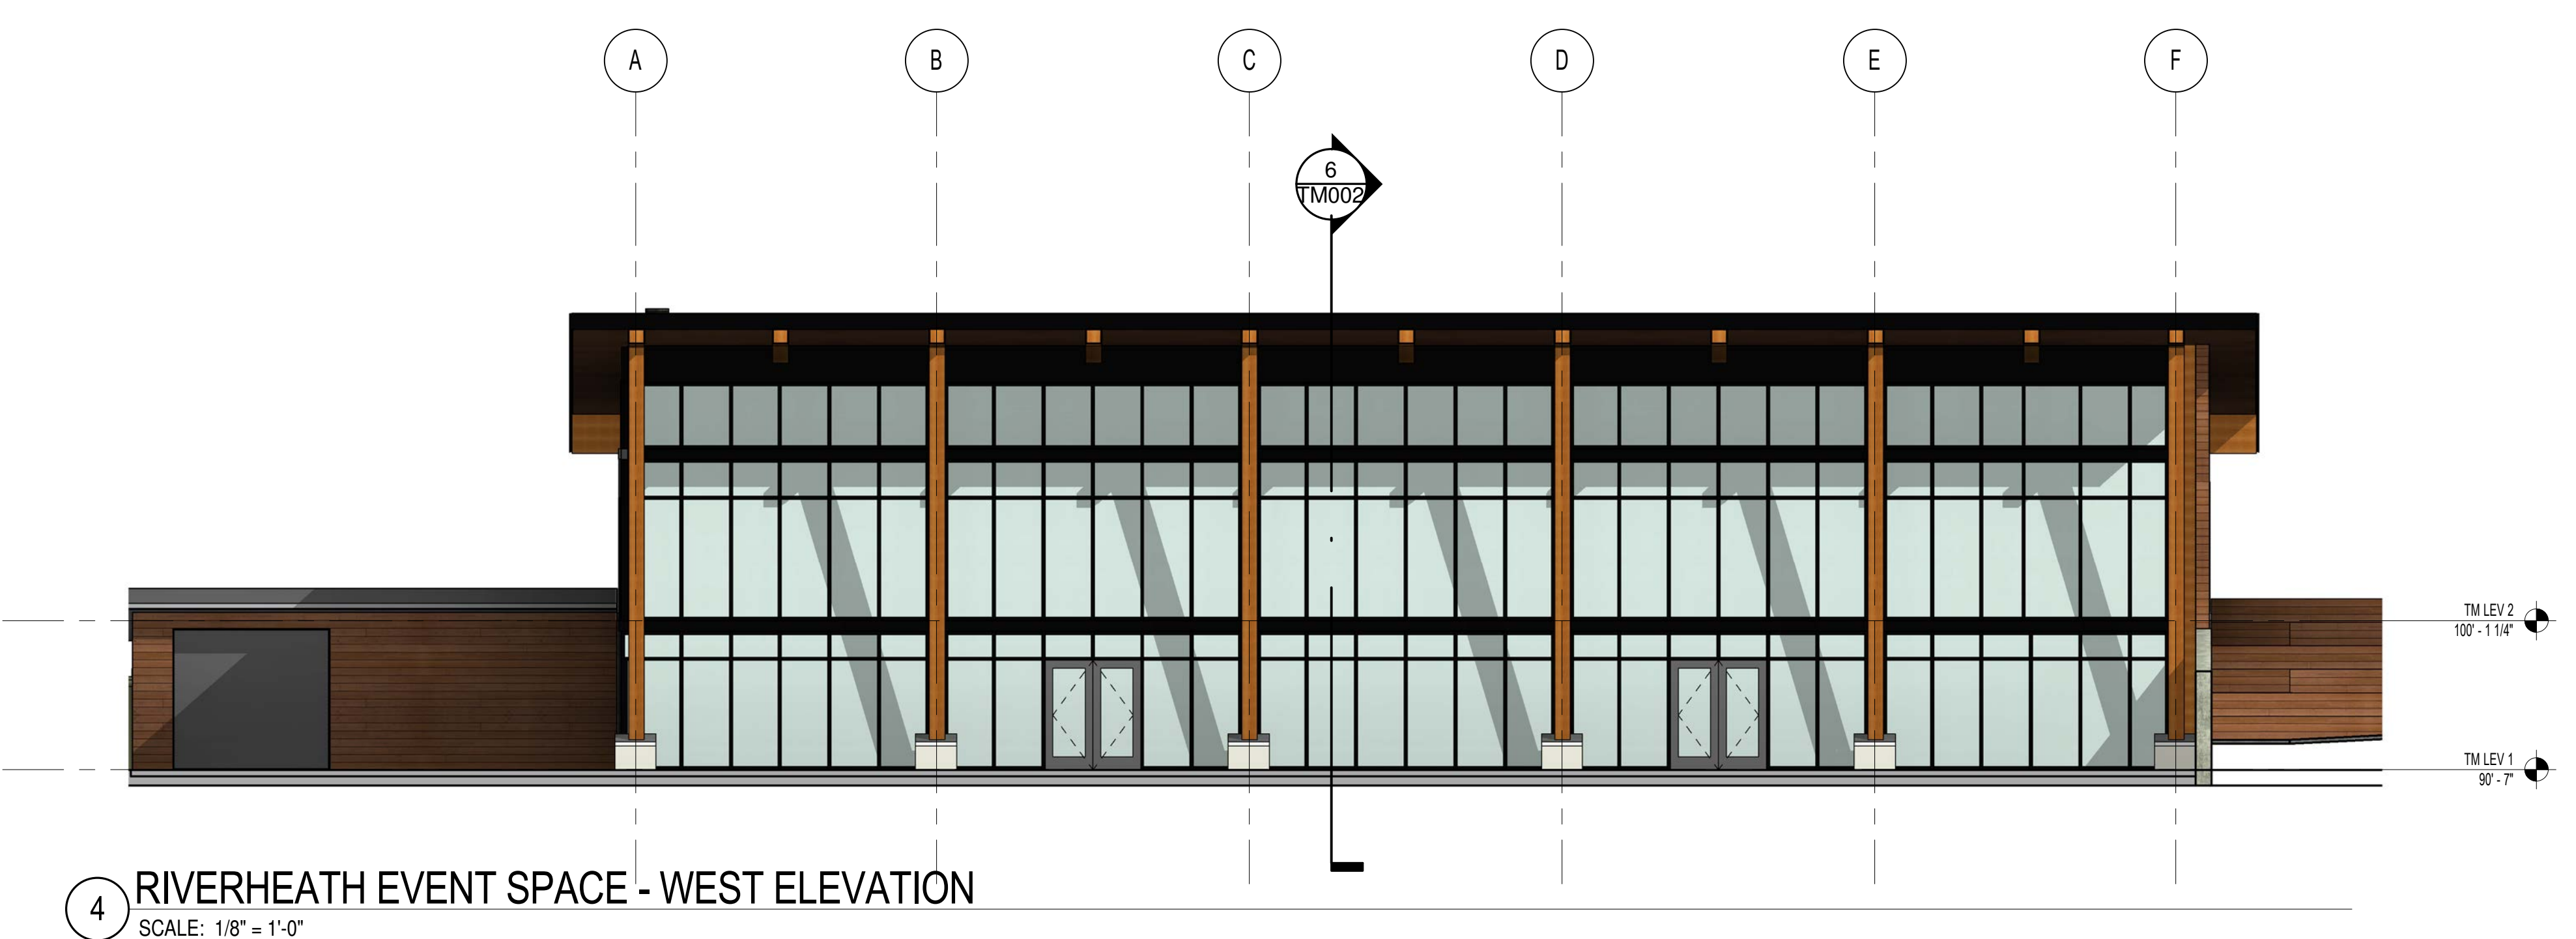 A B C D E F
6
TM002
TM LEV 2
100' - 1 1/4"
TM LEV 1
90' - 7"
4 RIVERHEATH EVENT SPACE - WEST ELEVATION
SCALE: 1/8" = 1'-0"